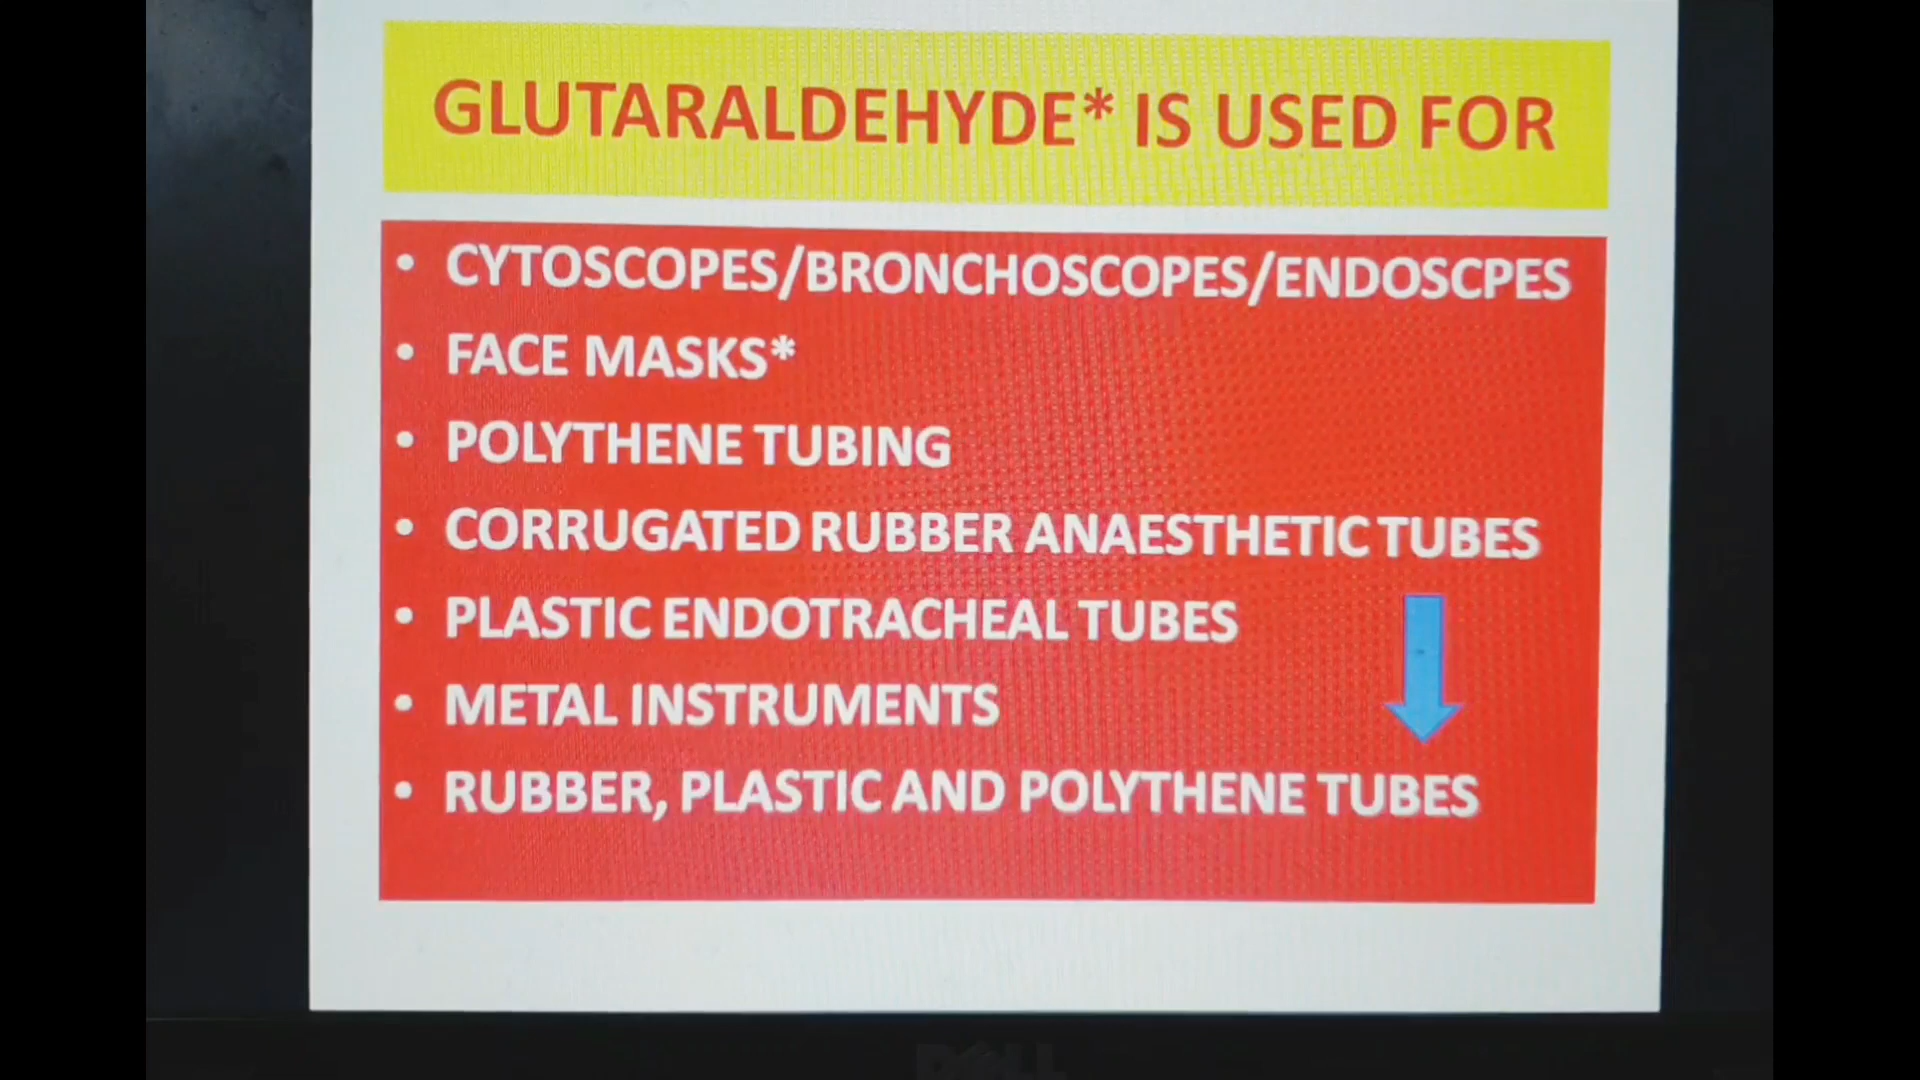 GLUTARALDEHYDE* IS USED FOR
• CYTOSCOPES/BRONCHOSCOPES/ENDOSCPES
• FACE MASKS*
• POLYTHENE TUBING
• CORRUGATED RUBBER ANAESTHETIC TUBES
• PLASTIC ENDOTRACHEAL TUBES
• METAL INSTRUMENTS
• RUBBER, PLASTIC AND POLYTHENE TUBES
DELL